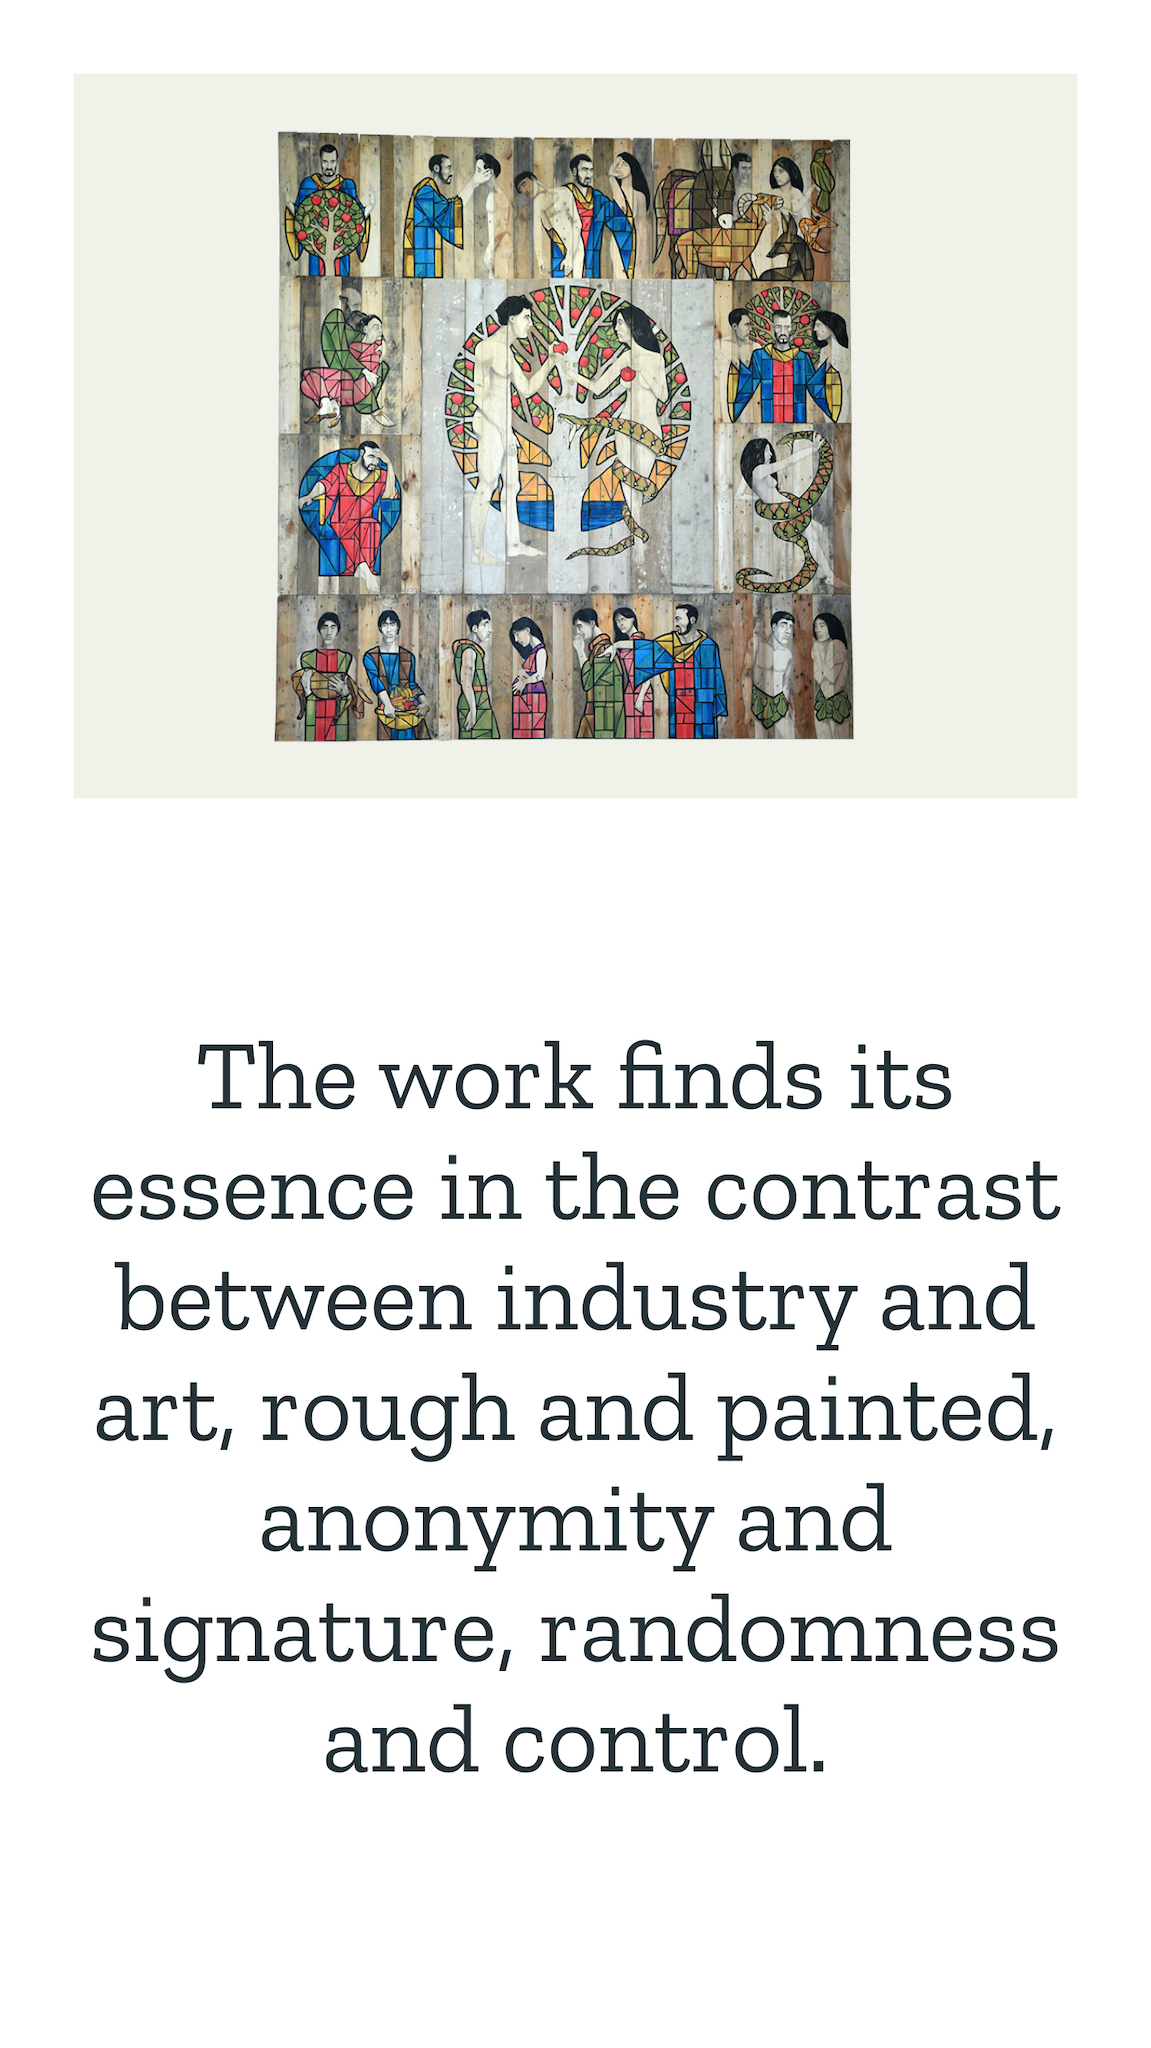 The work finds its
essence in the contrast
between industry and
art, rough and painted,
anonymity and
signature, randomness
and control.